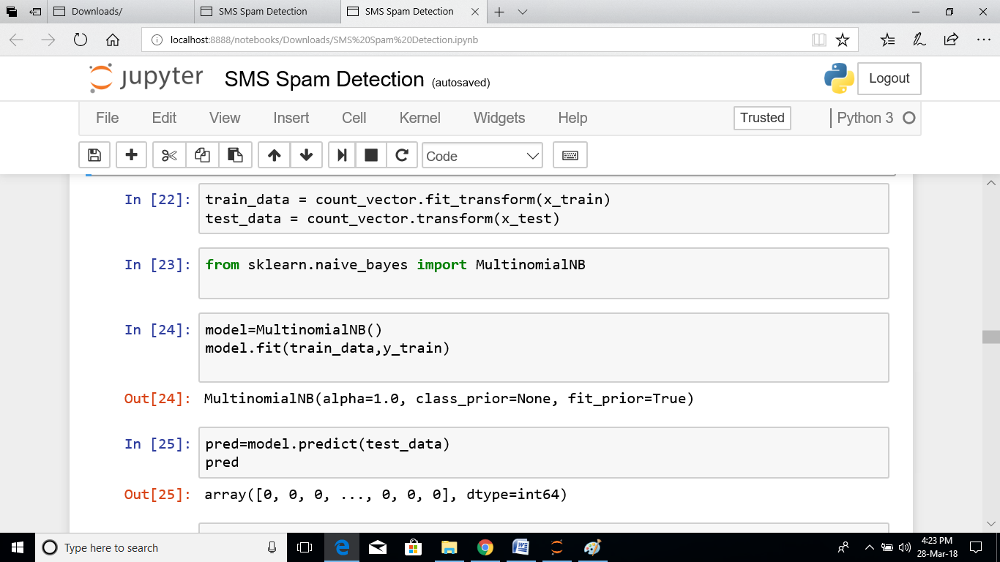 Downloads/
SMS Spam Detection
SMS Spam Detection
localhost:8888/notebooks/Downloads/SMS%20Spam%20Detection.ipynb
jupyter SMS Spam Detection (autosaved)
Logout
File Edit View Insert Cell Kernel Widgets Help
Trusted
Python 3
Code
In [22]: train_data = count_vector.fit_transform(x_train)
test_data = count_vector.transform(x_test)
In [23]: from sklearn.naive_bayes import MultinomialNB
In [24]: model=MultinomialNB()
model.fit(train_data,y_train)
Out[24]: MultinomialNB(alpha=1.0, class_prior=None, fit_prior=True)
In [25]: pred=model.predict(test_data)
pred
Out[25]: array([0, 0, 0, ..., 0, 0, 0], dtype=int64)
Type here to search
4:23 PM
28-Mar-18